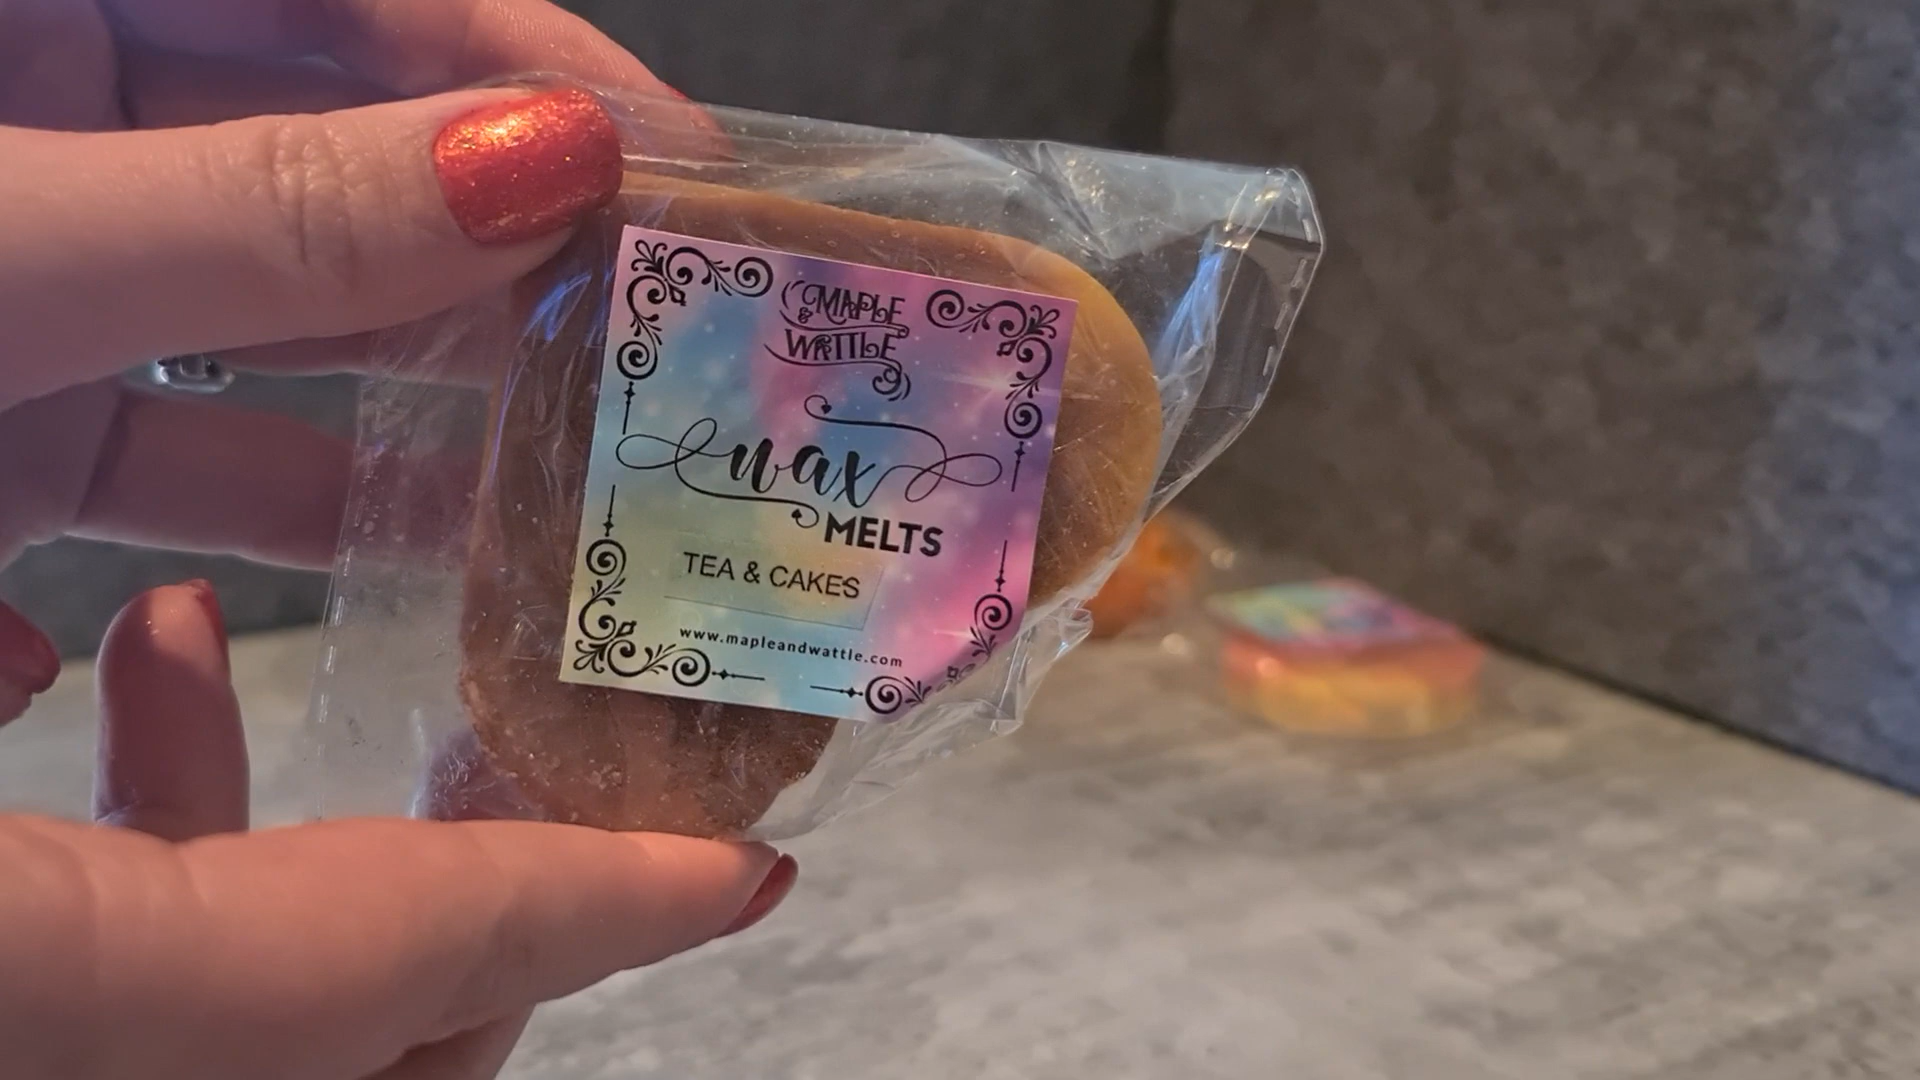 MAPLE
& WATTLE
wax
MELTS
TEA & CAKES
www.mapleandwattle.com